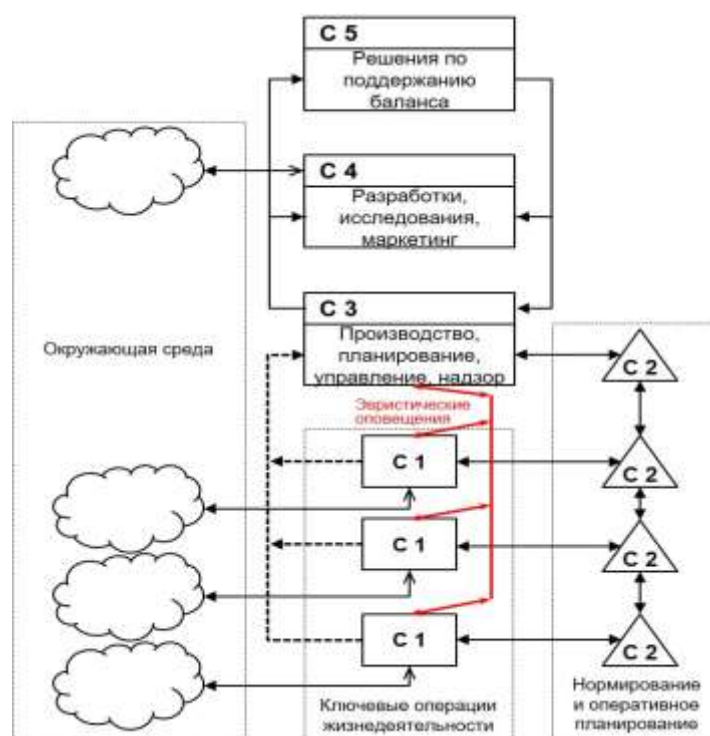 С 5
Решения по
поддержанию
баланса
С 4
Разработки,
исследования,
маркетинг
С 3
Производство,
планирование,
управление, надзор
Окружающая среда
С 2
Эвристические
оповещения
С 1
С 2
С 1
С 2
С 1
С 2
Ключевые операции
жизнедеятельности
Нормирование
и оперативное
планирование